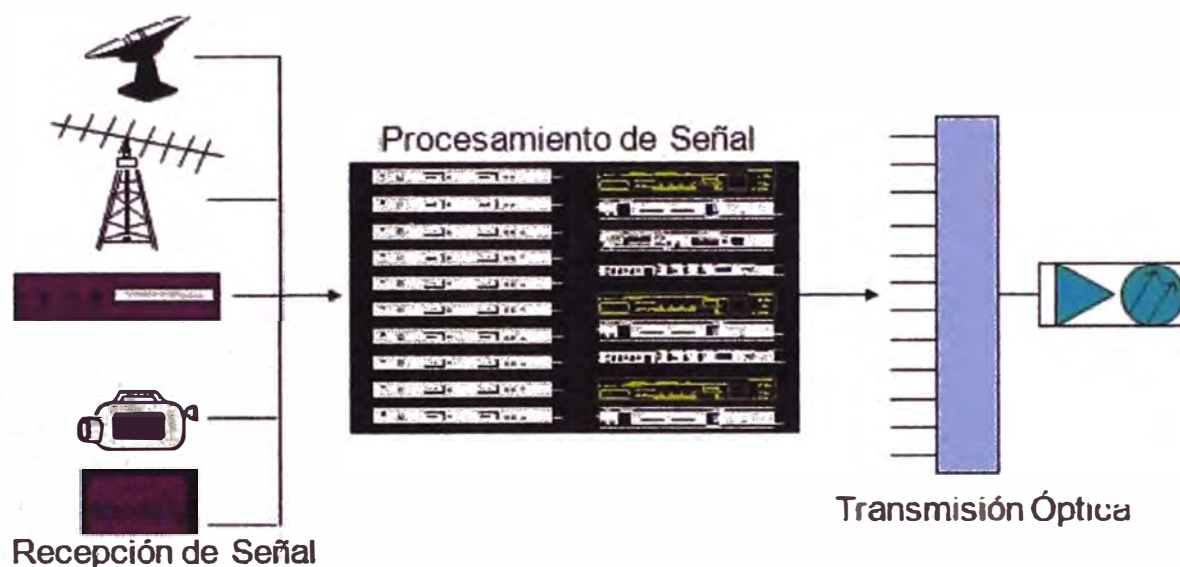 Procesamiento de Señal
Transmisión Óptica
Recepción de Señal